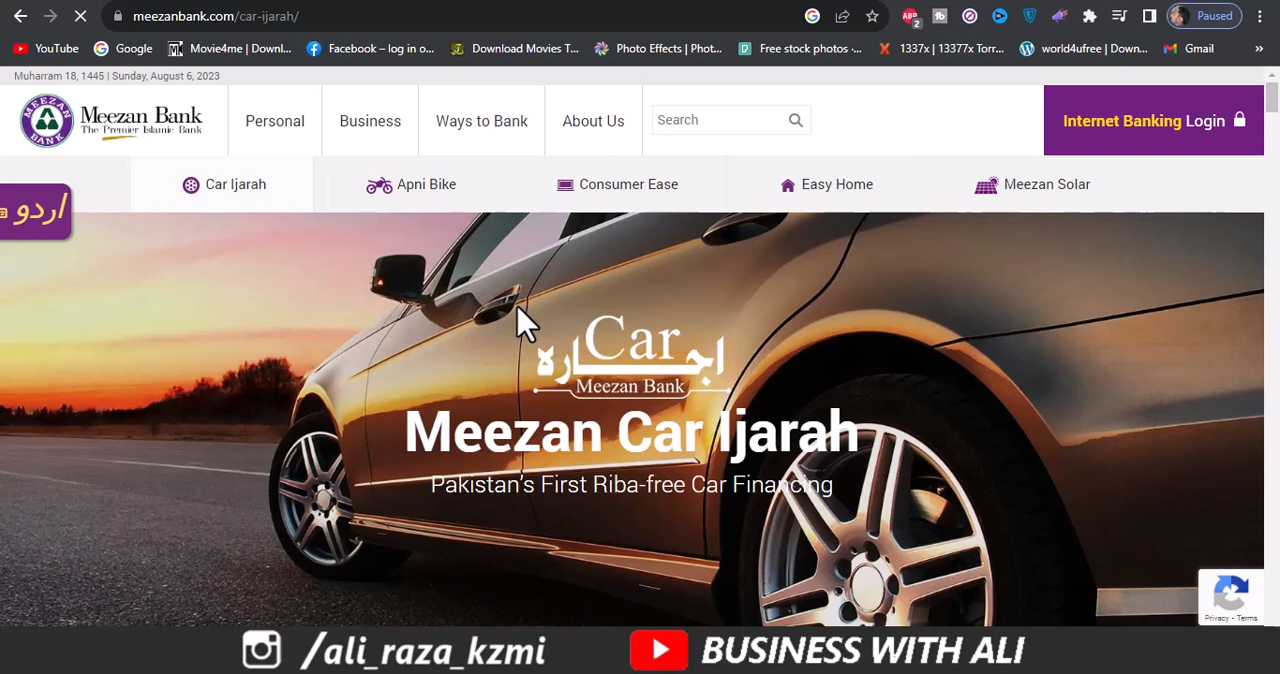 meezanbank.com/car-ijarah/
Paused
YouTube
Google
Movie4me | Downl...
Facebook – log in o...
Download Movies T...
Photo Effects | Phot...
Free stock photos -...
1337x | 13377x Torr...
world4ufree | Down...
Gmail
»
Muharram 18, 1445 | Sunday, August 6, 2023
MEEZAN BANK
Meezan Bank
The Premier Islamic Bank
Personal
Business
Ways to Bank
About Us
Search
Internet Banking Login
Car Ijarah
Apni Bike
Consumer Ease
Easy Home
Meezan Solar
اردو
Car
اجاره
Meezan Bank
Meezan Car Ijarah
Pakistan's First Riba-free Car Financing
Privacy - Terms
/ali_raza_kzmi
BUSINESS WITH ALI